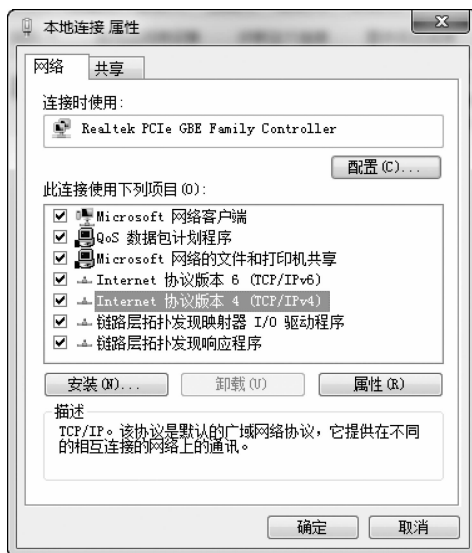 本地连接 属性
网络
共享
连接时使用:
Realtek PCIe GBE Family Controller
配置(C)...
此连接使用下列项目(O):
Microsoft 网络客户端
QoS 数据包计划程序
Microsoft 网络的文件和打印机共享
Internet 协议版本 6 (TCP/IPv6)
Internet 协议版本 4 (TCP/IPv4)
链路层拓扑发现映射器 I/O 驱动程序
链路层拓扑发现响应程序
安装(N)...
卸载(U)
属性(R)
描述
TCP/IP。该协议是默认的广域网络协议，它提供在不同
的相互连接的网络上的通讯。
确定
取消